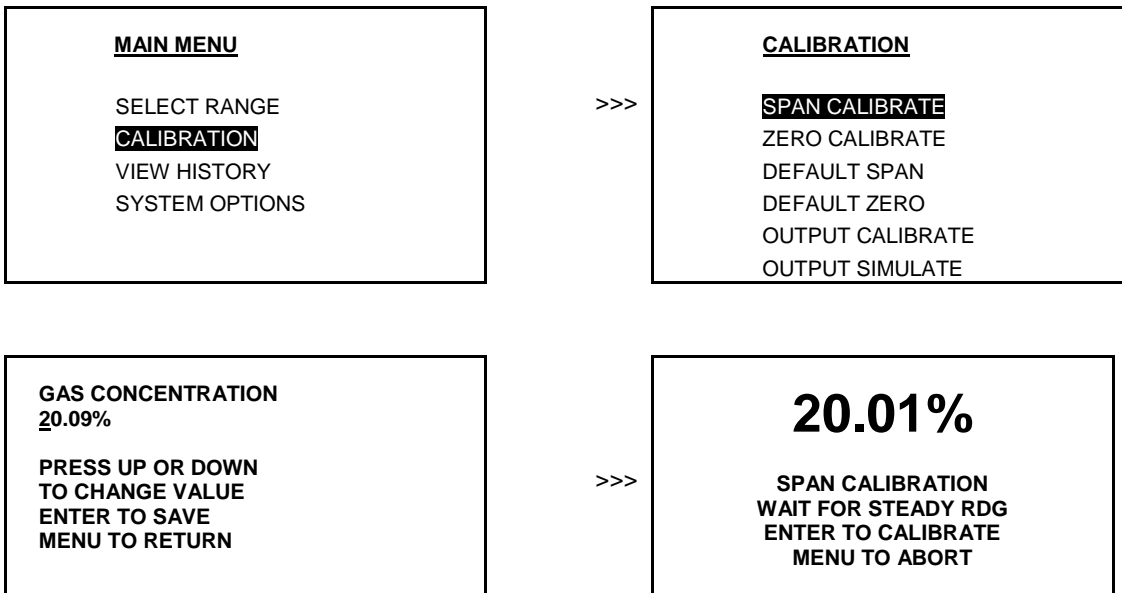 MAIN MENU
SELECT RANGE
CALIBRATION
VIEW HISTORY
SYSTEM OPTIONS
>>>
CALIBRATION
SPAN CALIBRATE
ZERO CALIBRATE
DEFAULT SPAN
DEFAULT ZERO
OUTPUT CALIBRATE
OUTPUT SIMULATE
GAS CONCENTRATION
20.09%
PRESS UP OR DOWN
TO CHANGE VALUE
ENTER TO SAVE
MENU TO RETURN
>>>
20.01%
SPAN CALIBRATION
WAIT FOR STEADY RDG
ENTER TO CALIBRATE
MENU TO ABORT